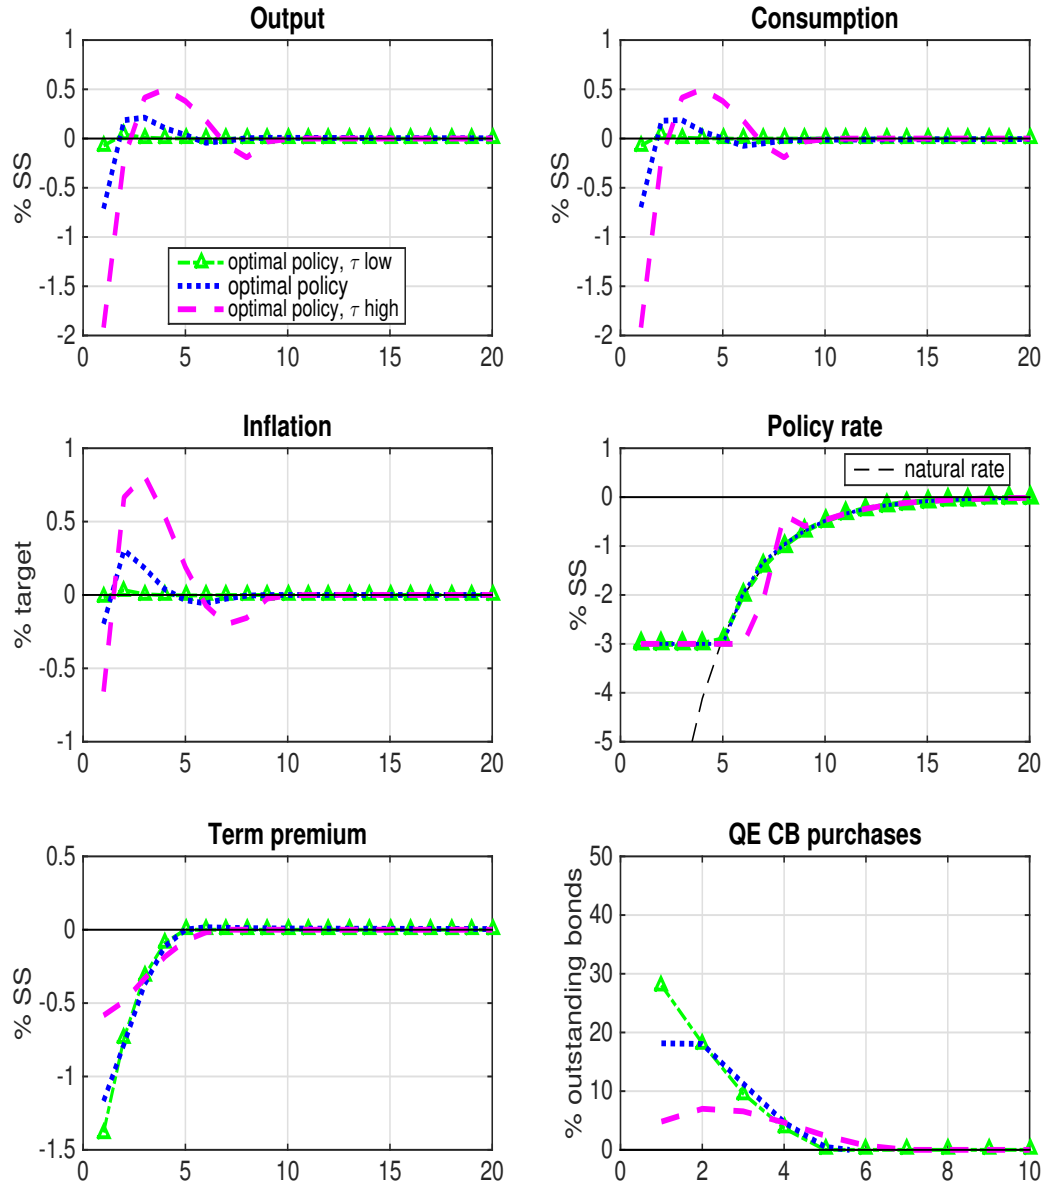 Output
% SS
1
0.5
0
-0.5
-1
-1.5
-2
0 5 10 15 20
optimal policy, τ low
optimal policy
optimal policy, τ high
Consumption
% SS
1
0.5
0
-0.5
-1
-1.5
-2
0 5 10 15 20
Inflation
% target
1
0.5
0
-0.5
-1
0 5 10 15 20
Policy rate
% SS
1
0
-1
-2
-3
-4
-5
0 5 10 15 20
natural rate
Term premium
% SS
0.5
0
-0.5
-1
-1.5
0 5 10 15 20
QE CB purchases
% outstanding bonds
50
40
30
20
10
0
0 2 4 6 8 10